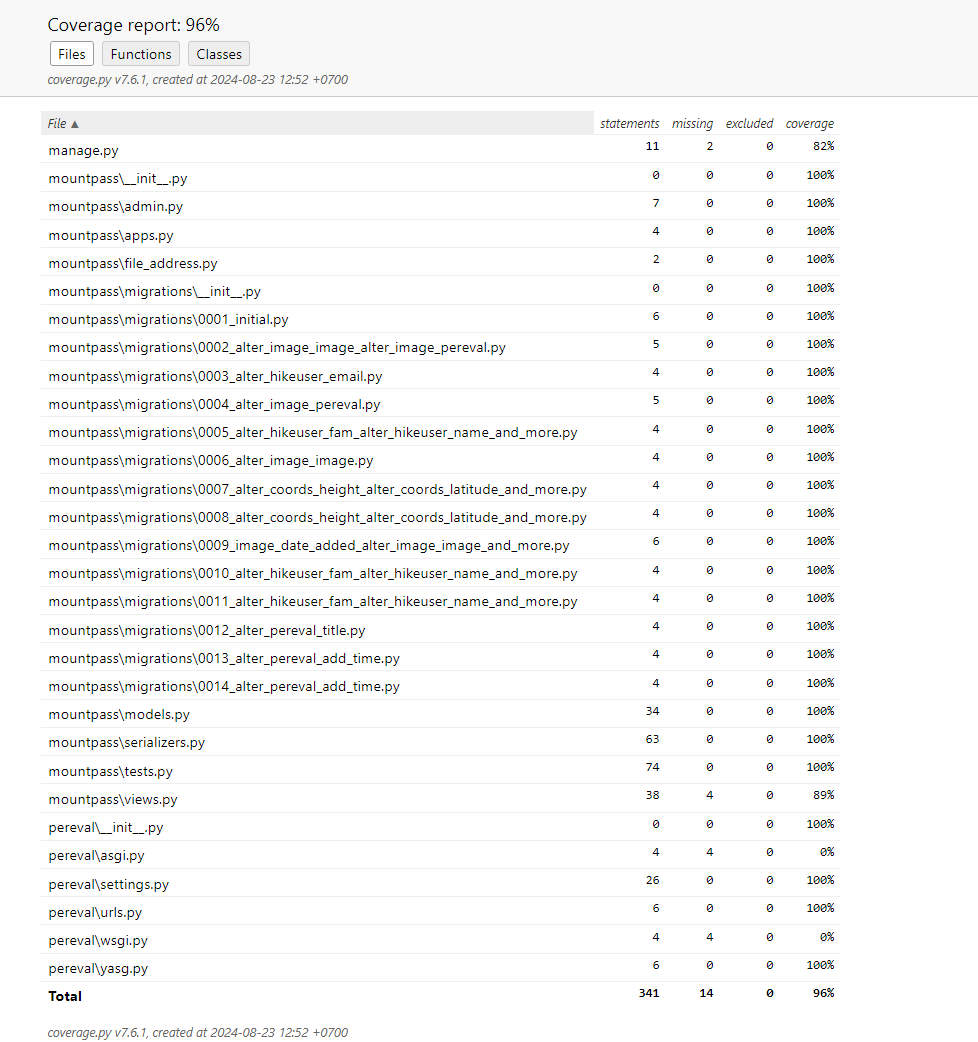 Coverage report: 96%
Files Functions Classes
coverage.py v7.6.1, created at 2024-08-23 12:52 +0700
File ▲ statements missing excluded coverage
manage.py 11 2 0 82%
mountpass\__init__.py 0 0 0 100%
mountpass\admin.py 7 0 0 100%
mountpass\apps.py 4 0 0 100%
mountpass\file_address.py 2 0 0 100%
mountpass\migrations\__init__.py 0 0 0 100%
mountpass\migrations\0001_initial.py 6 0 0 100%
mountpass\migrations\0002_alter_image_image_alter_image_pereval.py 5 0 0 100%
mountpass\migrations\0003_alter_hikeuser_email.py 4 0 0 100%
mountpass\migrations\0004_alter_image_pereval.py 5 0 0 100%
mountpass\migrations\0005_alter_hikeuser_fam_alter_hikeuser_name_and_more.py 4 0 0 100%
mountpass\migrations\0006_alter_image_image.py 4 0 0 100%
mountpass\migrations\0007_alter_coords_height_alter_coords_latitude_and_more.py 4 0 0 100%
mountpass\migrations\0008_alter_coords_height_alter_coords_latitude_and_more.py 4 0 0 100%
mountpass\migrations\0009_image_date_added_alter_image_image_and_more.py 6 0 0 100%
mountpass\migrations\0010_alter_hikeuser_fam_alter_hikeuser_name_and_more.py 4 0 0 100%
mountpass\migrations\0011_alter_hikeuser_fam_alter_hikeuser_name_and_more.py 4 0 0 100%
mountpass\migrations\0012_alter_pereval_title.py 4 0 0 100%
mountpass\migrations\0013_alter_pereval_add_time.py 4 0 0 100%
mountpass\migrations\0014_alter_pereval_add_time.py 4 0 0 100%
mountpass\models.py 34 0 0 100%
mountpass\serializers.py 63 0 0 100%
mountpass\tests.py 74 0 0 100%
mountpass\views.py 38 4 0 89%
pereval\__init__.py 0 0 0 100%
pereval\asgi.py 4 4 0 0%
pereval\settings.py 26 0 0 100%
pereval\urls.py 6 0 0 100%
pereval\wsgi.py 4 4 0 0%
pereval\yasg.py 6 0 0 100%
Total 341 14 0 96%
coverage.py v7.6.1, created at 2024-08-23 12:52 +0700